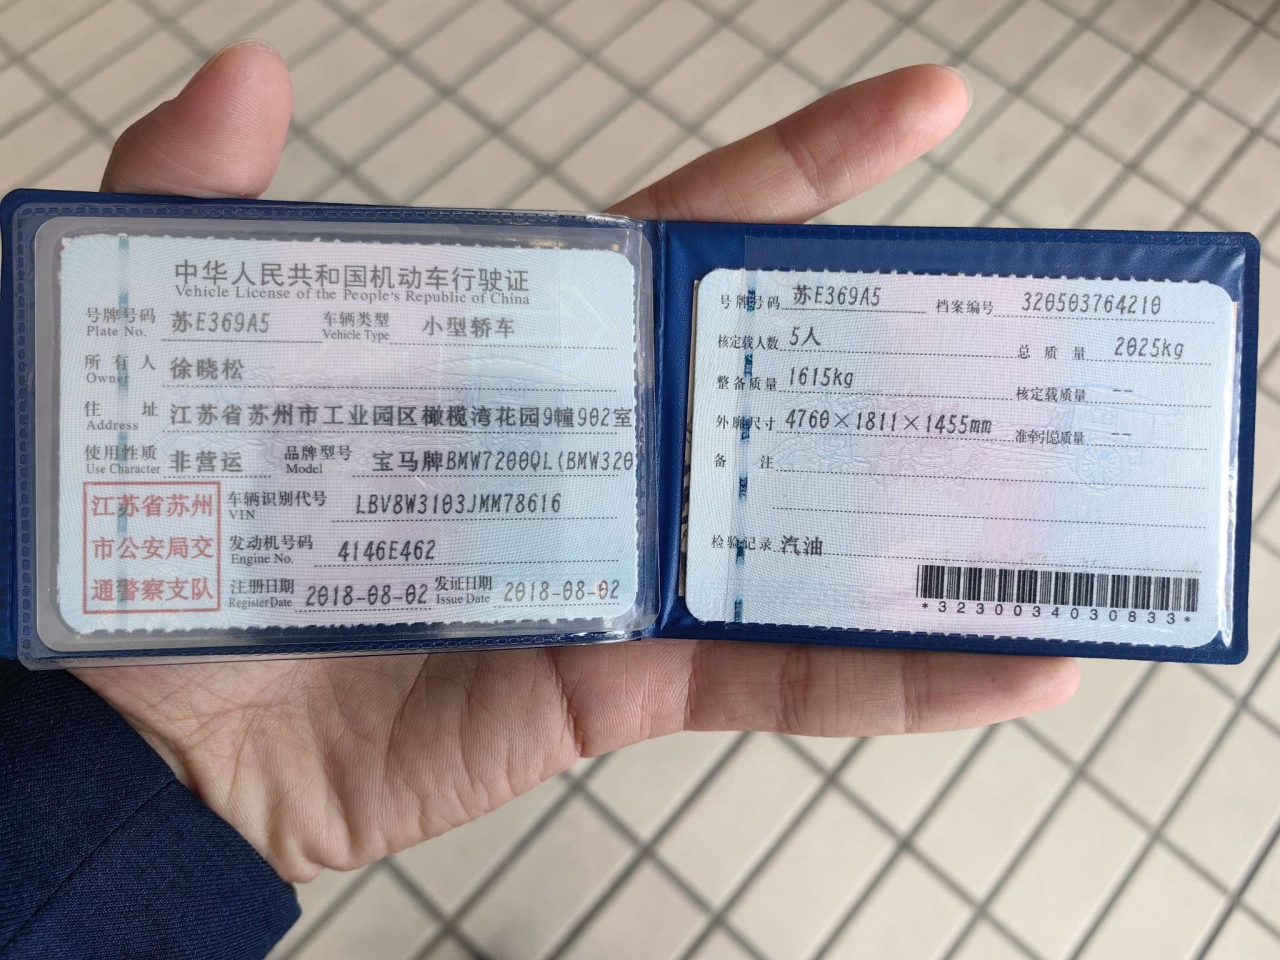 中华人民共和国机动车行驶证
Vehicle License of the People's Republic of China
号牌号码 苏E369A5 车辆类型 小型轿车
Plate No. Vehicle Type
所有人 徐晓松
Owner
住址 江苏省苏州市工业园区橄榄湾花园9幢902室
Address
使用性质 非营运 品牌型号 宝马牌BMW7200QL(BMW320
Use Character Model
江苏省苏州
市公安局交
通警察支队
车辆识别代号 LBV8W3103JMM78616
VIN
发动机号码 4146E462
Engine No.
注册日期 2018-08-02 发证日期 2018-08-02
Register Date Issue Date
号牌号码 苏E369A5 档案编号 320503764210
核定载人数 5人 总质量 2025kg
整备质量 1615kg 核定载质量 --
外廓尺寸 4760×1811×1455mm 准牵引总质量 --
备注
检验记录 汽油
*3230034030833*